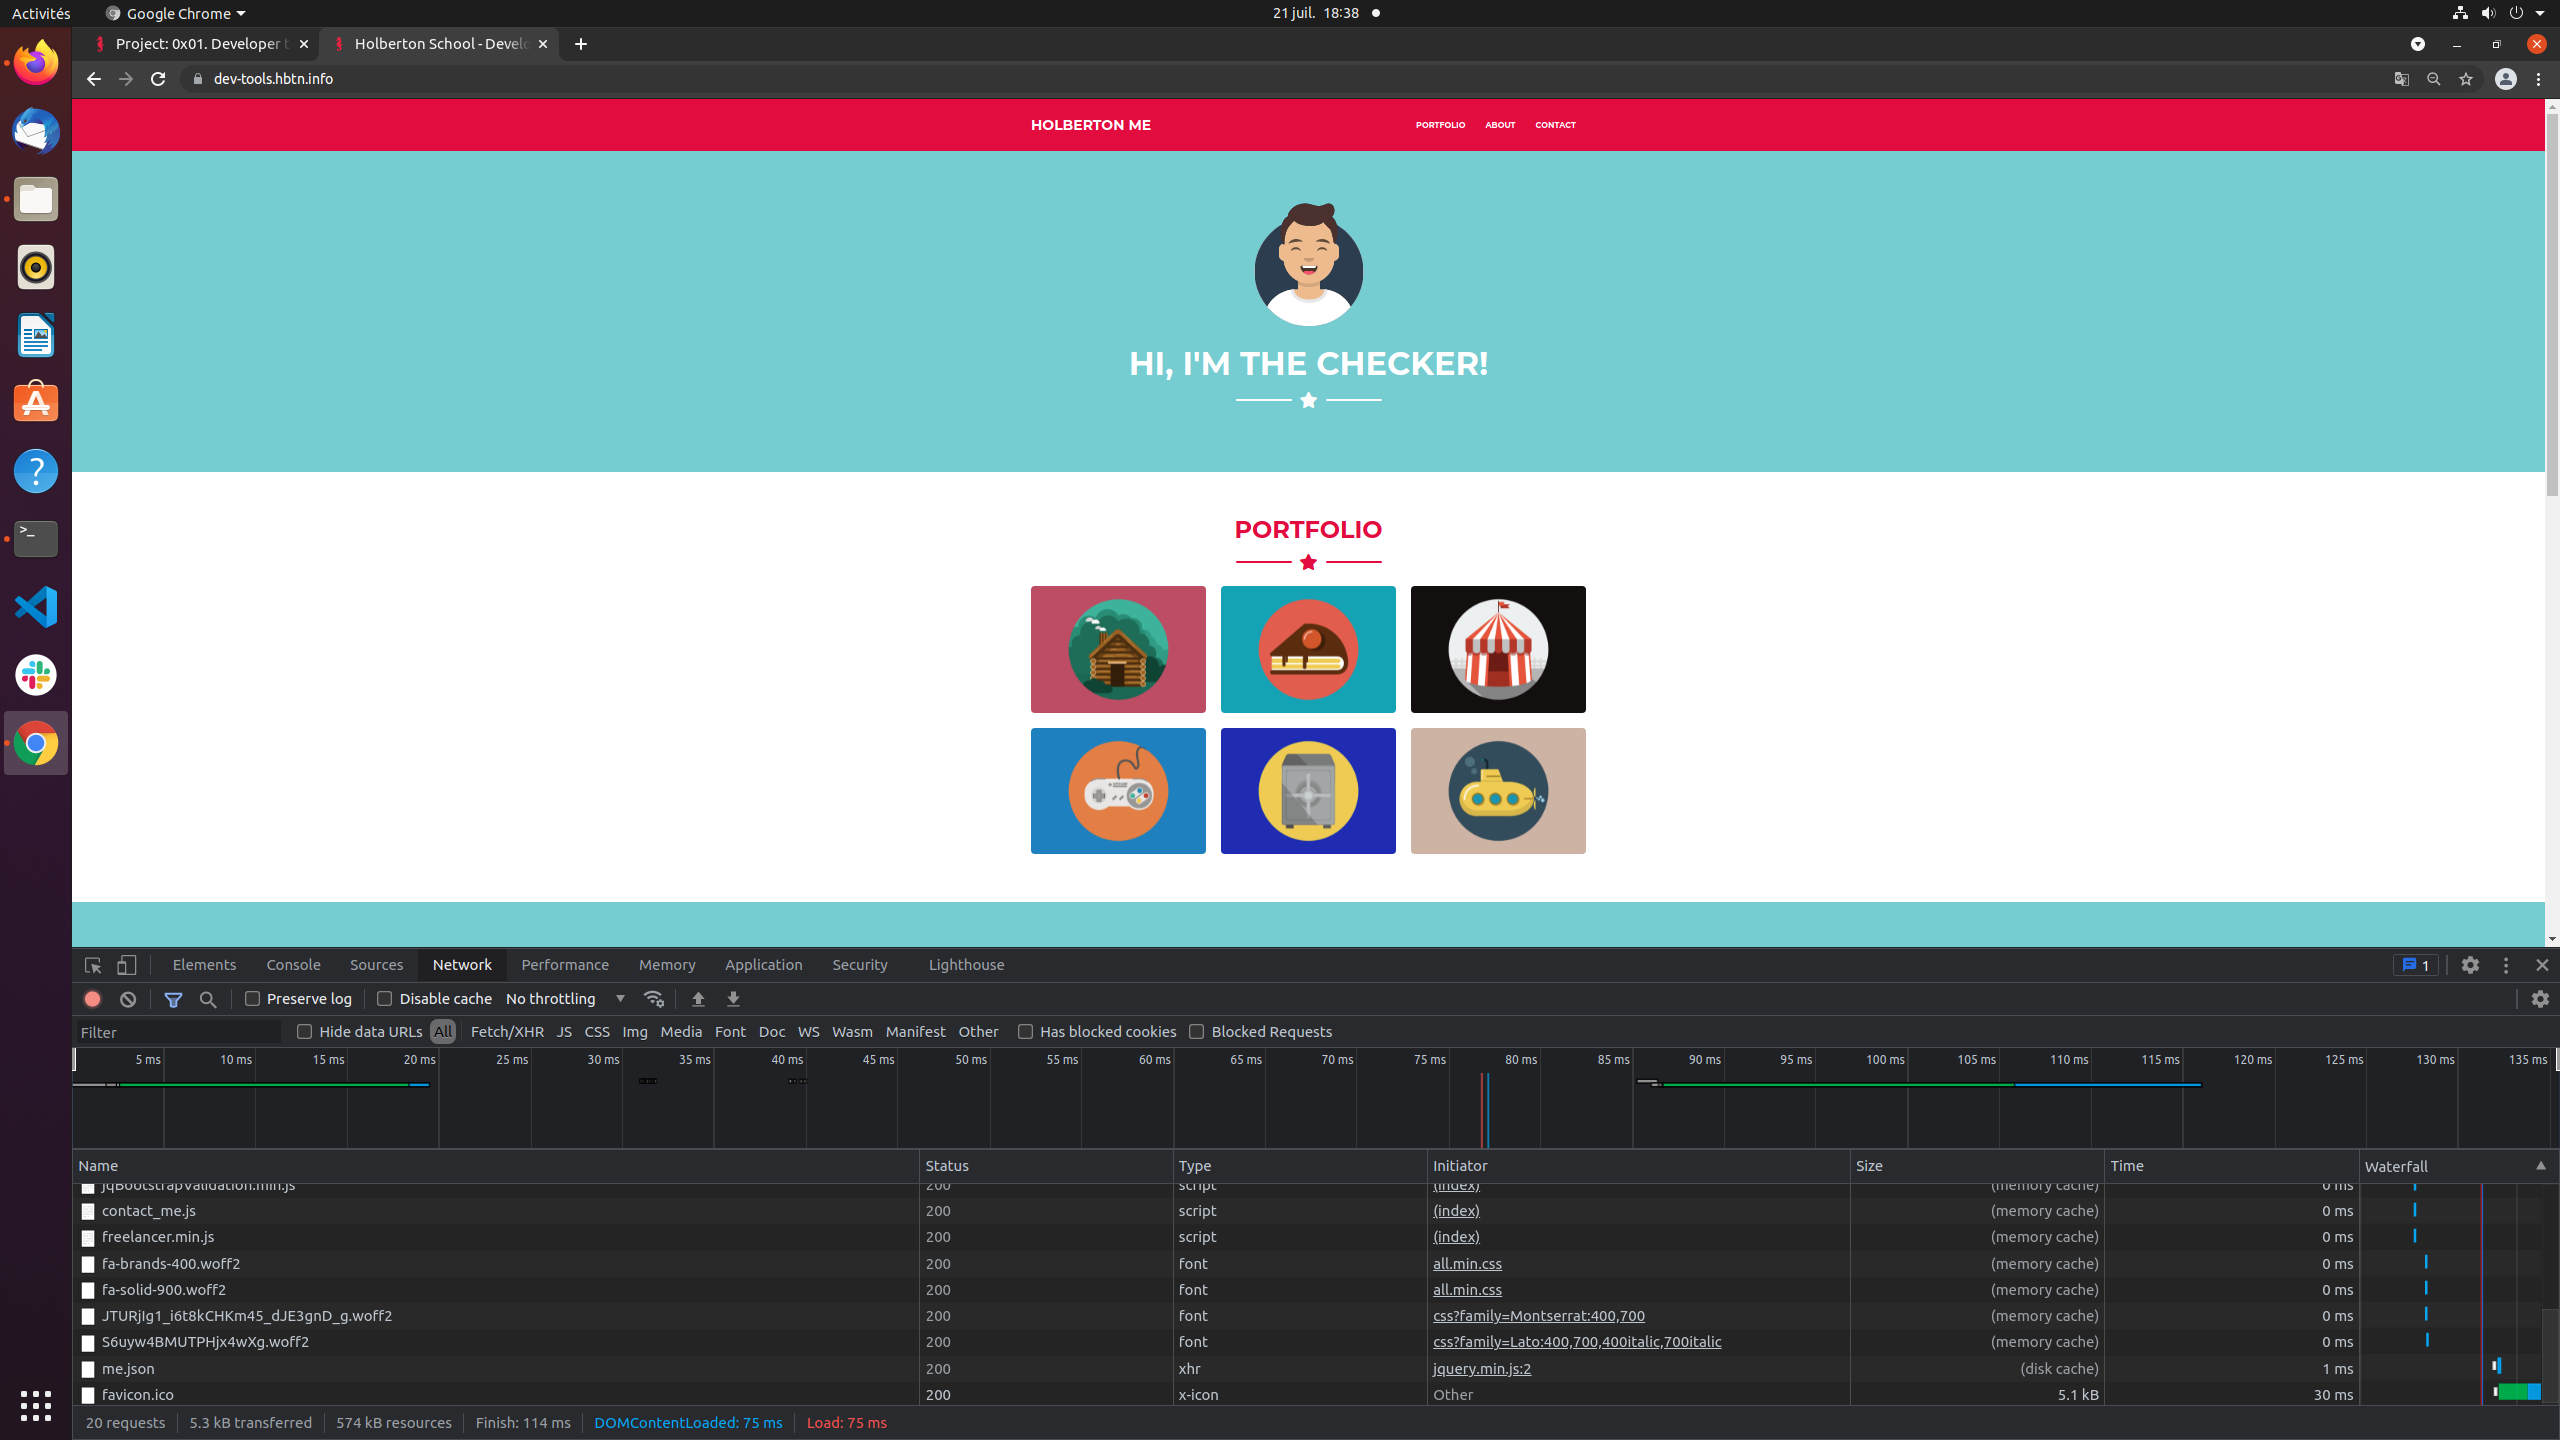 Activités
Google Chrome
21 juil. 18:38
Project: 0x01. Developer t
Holberton School - Develo
dev-tools.hbtn.info
HOLBERTON ME
PORTFOLIO ABOUT CONTACT
HI, I'M THE CHECKER!
PORTFOLIO
Elements Console Sources Network Performance Memory Application Security Lighthouse 1
Preserve log Disable cache No throttling
Filter Hide data URLs All Fetch/XHR JS CSS Img Media Font Doc WS Wasm Manifest Other Has blocked cookies Blocked Requests
5 ms 10 ms 15 ms 20 ms 25 ms 30 ms 35 ms 40 ms 45 ms 50 ms 55 ms 60 ms 65 ms 70 ms 75 ms 80 ms 85 ms 90 ms 95 ms 100 ms 105 ms 110 ms 115 ms 120 ms 125 ms 130 ms 135 ms
Name Status Type Initiator Size Time Waterfall
jqBootstrapValidation.min.js 200 script (index) (memory cache) 0 ms
contact_me.js 200 script (index) (memory cache) 0 ms
freelancer.min.js 200 script (index) (memory cache) 0 ms
fa-brands-400.woff2 200 font all.min.css (memory cache) 0 ms
fa-solid-900.woff2 200 font all.min.css (memory cache) 0 ms
JTURjIg1_i6t8kCHKm45_dJE3gnD_g.woff2 200 font css?family=Montserrat:400,700 (memory cache) 0 ms
S6uyw4BMUTPHjx4wXg.woff2 200 font css?family=Lato:400,700,400italic,700italic (memory cache) 0 ms
me.json 200 xhr jquery.min.js:2 (disk cache) 1 ms
favicon.ico 200 x-icon Other 5.1 kB 30 ms
20 requests 5.3 kB transferred 574 kB resources Finish: 114 ms DOMContentLoaded: 75 ms Load: 75 ms